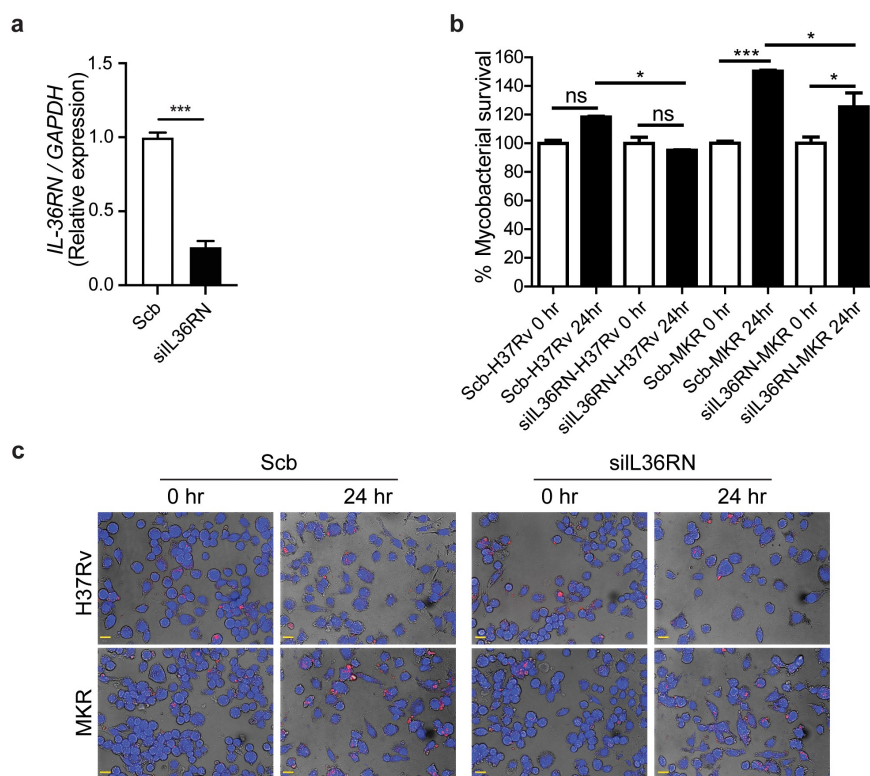 a
1.5
1.0
0.5
0.0
IL-36RN / GAPDH
(Relative expression)
***
Scb
siIL36RN
b
160
140
120
100
80
60
40
20
0
% Mycobacterial survival
ns
*
ns
***
*
*
Scb-H37Rv 0 hr
Scb-H37Rv 24hr
siIL36RN-H37Rv 0 hr
siIL36RN-H37Rv 24hr
Scb-MKR 0 hr
Scb-MKR 24hr
siIL36RN-MKR 0 hr
siIL36RN-MKR 24hr
c
Scb
siIL36RN
0 hr
24 hr
0 hr
24 hr
H37Rv
MKR